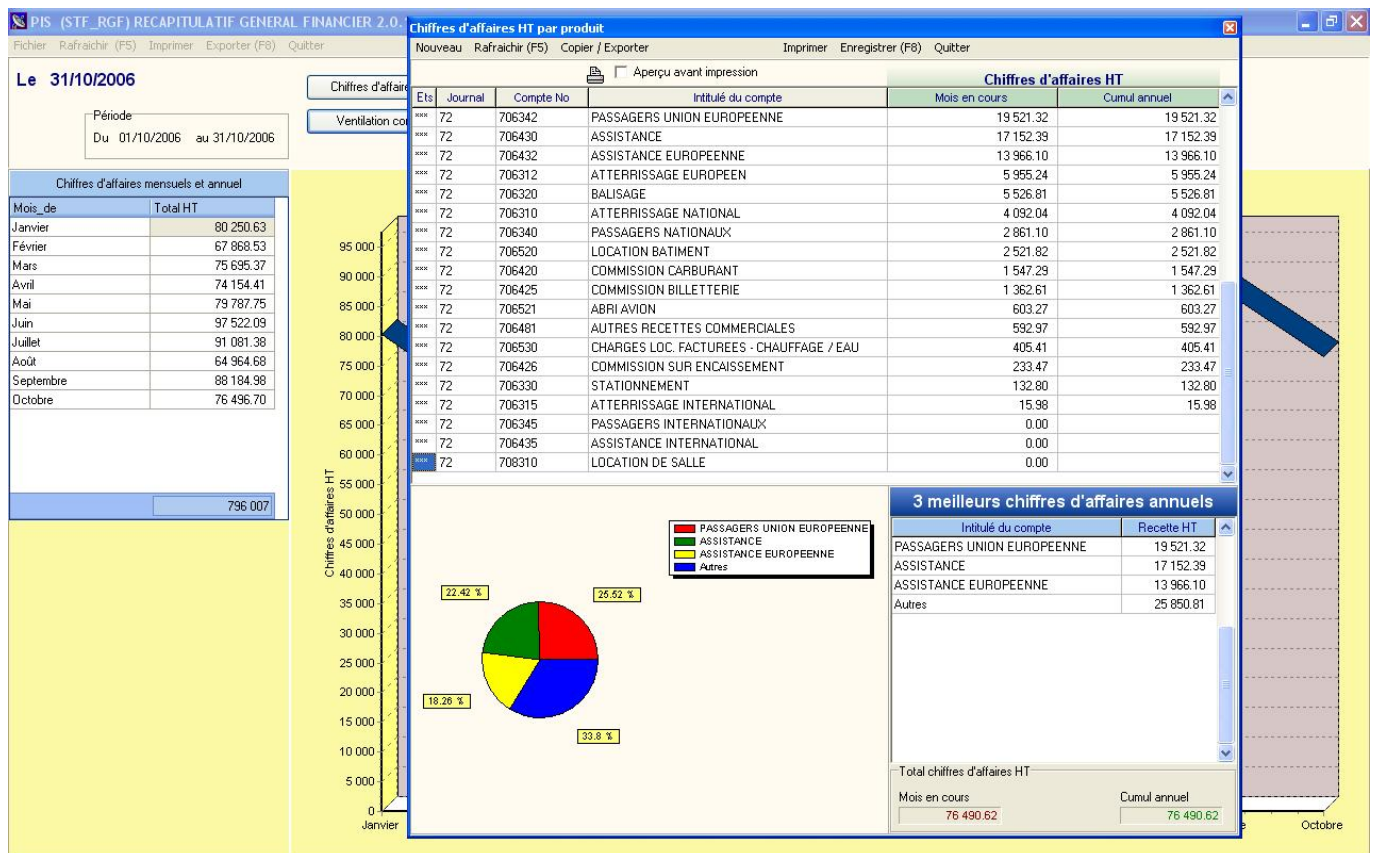 PIS (STF_RGF) RECAPITULATIF GENERAL FINANCIER 2.0.
Fichier Rafraichir (F5) Imprimer Exporter (F8) Quitter
Le 31/10/2006
Période
Du 01/10/2006 au 31/10/2006
Chiffres d'affaire
Ventilation co
Chiffres d'affaires mensuels et annuel
Mois_de Total HT
Janvier 80 250.63
Février 67 868.53
Mars 75 695.37
Avril 74 154.41
Mai 79 787.75
Juin 97 522.09
Juillet 91 081.38
Août 64 964.68
Septembre 88 184.98
Octobre 76 496.70
796 007
Chiffres d'affaires HT
95 000
90 000
85 000
80 000
75 000
70 000
65 000
60 000
55 000
50 000
45 000
40 000
35 000
30 000
25 000
20 000
15 000
10 000
5 000
0
Janvier
Octobre
Chiffres d'affaires HT par produit
Nouveau Rafraichir (F5) Copier / Exporter Imprimer Enregistrer (F8) Quitter
Aperçu avant impression
Chiffres d'affaires HT
Ets Journal Compte No Intitulé du compte Mois en cours Cumul annuel
*** 72 706342 PASSAGERS UNION EUROPEENNE 19 521.32 19 521.32
*** 72 706430 ASSISTANCE 17 152.39 17 152.39
*** 72 706432 ASSISTANCE EUROPEENNE 13 966.10 13 966.10
*** 72 706312 ATTERRISSAGE EUROPEEN 5 955.24 5 955.24
*** 72 706320 BALISAGE 5 526.81 5 526.81
*** 72 706310 ATTERRISSAGE NATIONAL 4 092.04 4 092.04
*** 72 706340 PASSAGERS NATIONAUX 2 861.10 2 861.10
*** 72 706520 LOCATION BATIMENT 2 521.82 2 521.82
*** 72 706420 COMMISSION CARBURANT 1 547.29 1 547.29
*** 72 706425 COMMISSION BILLETTERIE 1 362.61 1 362.61
*** 72 706521 ABRI AVION 603.27 603.27
*** 72 706481 AUTRES RECETTES COMMERCIALES 592.97 592.97
*** 72 706530 CHARGES LOC. FACTUREES - CHAUFFAGE / EAU 405.41 405.41
*** 72 706426 COMMISSION SUR ENCAISSEMENT 233.47 233.47
*** 72 706330 STATIONNEMENT 132.80 132.80
*** 72 706315 ATTERRISSAGE INTERNATIONAL 15.98 15.98
*** 72 706345 PASSAGERS INTERNATIONAUX 0.00
*** 72 706435 ASSISTANCE INTERNATIONAL 0.00
*** 72 708310 LOCATION DE SALLE 0.00
PASSAGERS UNION EUROPEENNE
ASSISTANCE
ASSISTANCE EUROPEENNE
Autres
22.42 %
25.52 %
18.26 %
33.8 %
3 meilleurs chiffres d'affaires annuels
Intitulé du compte Recette HT
PASSAGERS UNION EUROPEENNE 19 521.32
ASSISTANCE 17 152.39
ASSISTANCE EUROPEENNE 13 966.10
Autres 25 850.81
Total chiffres d'affaires HT
Mois en cours Cumul annuel
76 490.62 76 490.62